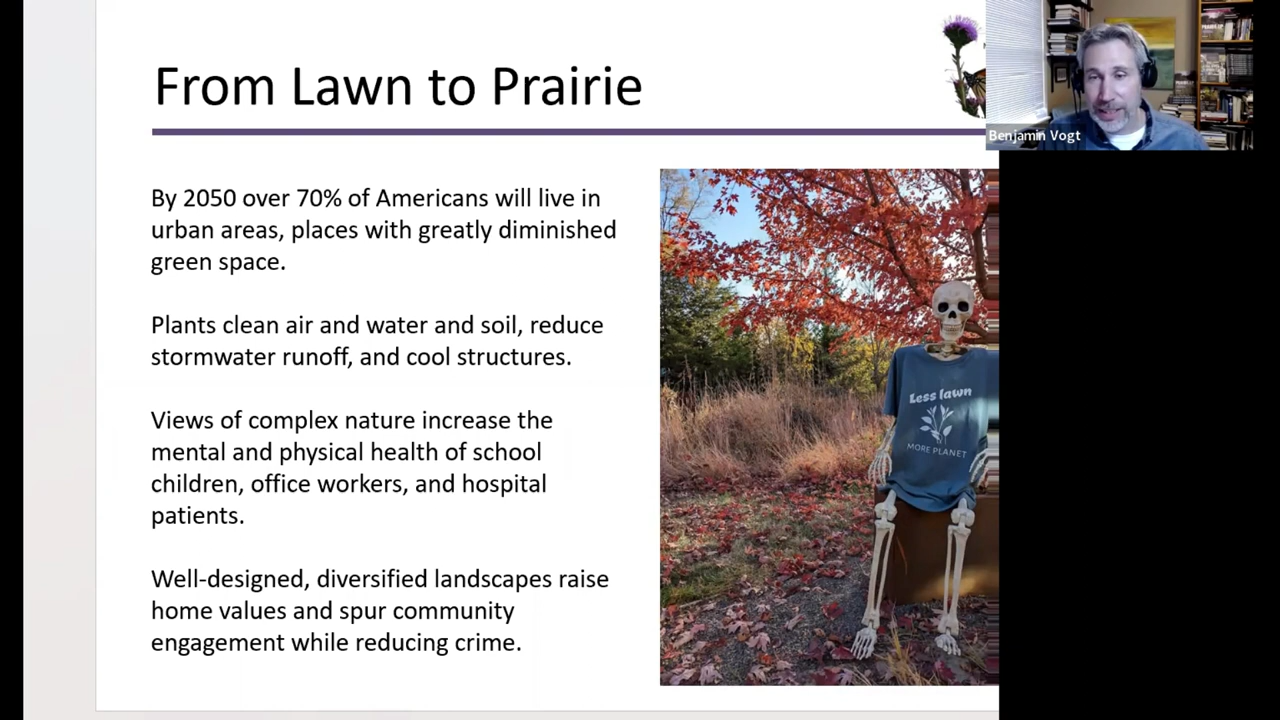 From Lawn to Prairie
Benjamin Vogt
By 2050 over 70% of Americans will live in
urban areas, places with greatly diminished
green space.
Plants clean air and water and soil, reduce
stormwater runoff, and cool structures.
Views of complex nature increase the
mental and physical health of school
children, office workers, and hospital
patients.
Well-designed, diversified landscapes raise
home values and spur community
engagement while reducing crime.
Less lawn
MORE PLANET